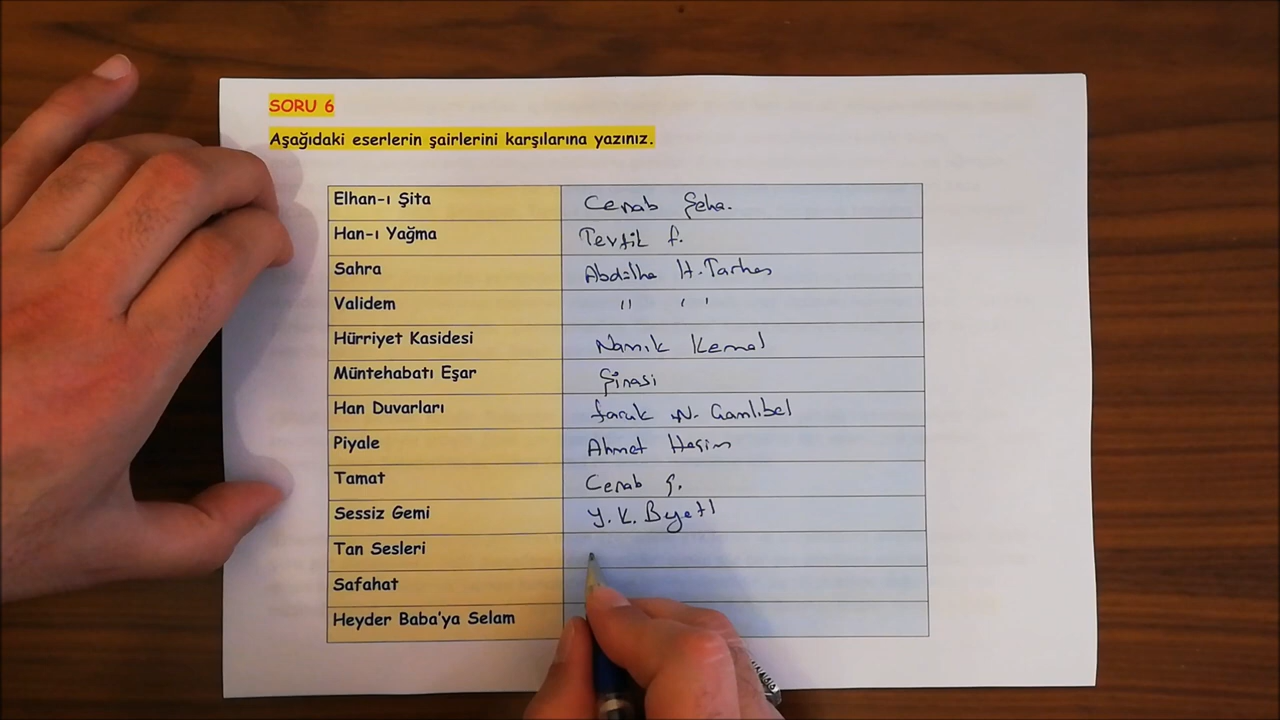 SORU 6
Aşağıdaki eserlerin şairlerini karşılarına yazınız.
Elhan-ı Şita Cenab Şeha.
Han-ı Yağma Tevfik f.
Sahra Abdülha H. Tarhan
Validem " "
Hürriyet Kasidesi Namık Kemal
Müntehabatı Eşar Şinasi
Han Duvarları faruk N. Camlıbel
Piyale Ahmet Haşim
Tamat Cenab Ş.
Sessiz Gemi Y. K. Byatl
Tan Sesleri
Safahat
Heyder Baba'ya Selam